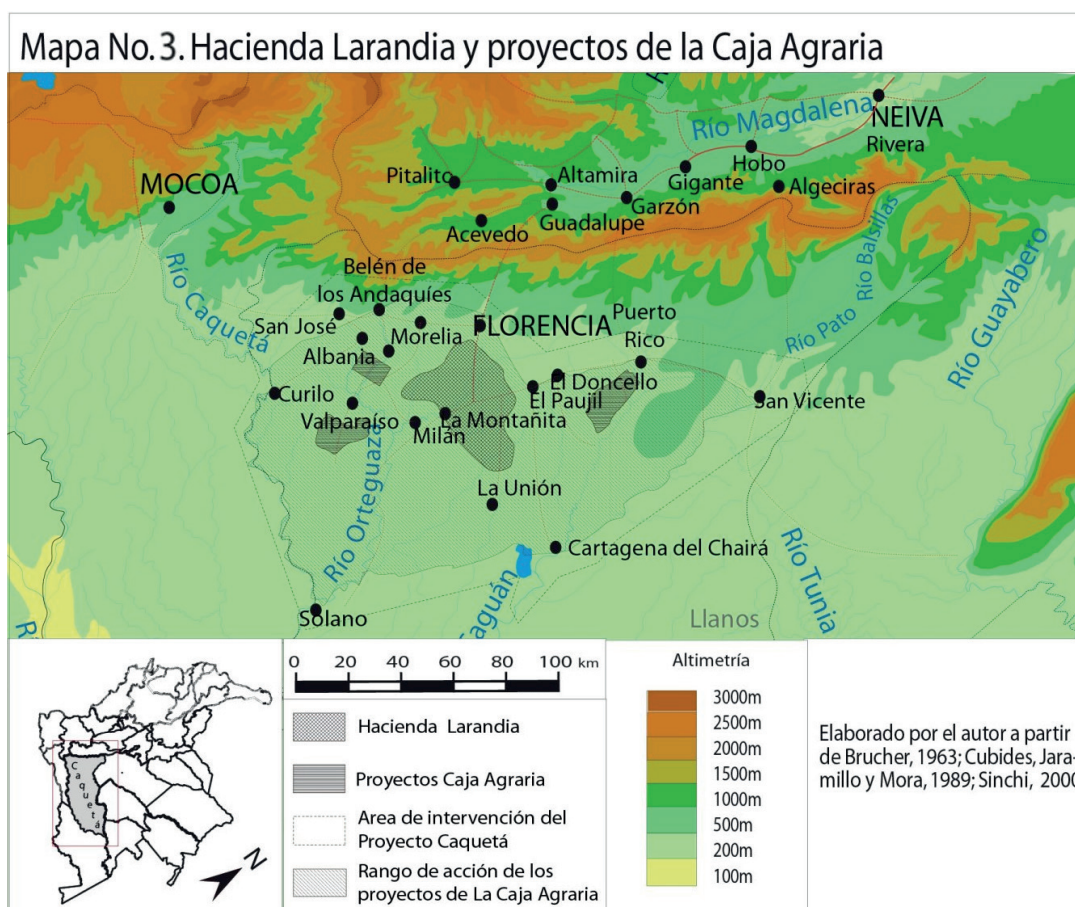 Mapa No. 3. Hacienda Larandia y proyectos de la Caja Agraria
Río Magdalena
NEIVA
Rivera
Hobo
Gigante
Algeciras
Pitalito
Altamira
Garzón
Guadalupe
Acevedo
MOCOA
Río Caquetá
Belén de
los Andaquíes
San José
Morelia
Albania
FLORENCIA
Puerto
Rico
Río Pato
Río Balsillas
Río Guayabero
El Doncello
El Paujil
San Vicente
Curilo
Valparaíso
La Montañita
Milán
Río Orteguaza
La Unión
Cartagena del Chairá
Río Tunia
Solano
Caguán
Llanos
R
R
Caquetá
N
0 20 40 60 80 100 km
Hacienda Larandia
Proyectos Caja Agraria
Area de intervención del
Proyecto Caquetá
Rango de acción de los
proyectos de La Caja Agraria
Altimetría
3000m
2500m
2000m
1500m
1000m
500m
200m
100m
Elaborado por el autor a partir
de Brucher, 1963; Cubides, Jara-
millo y Mora, 1989; Sinchi, 2000